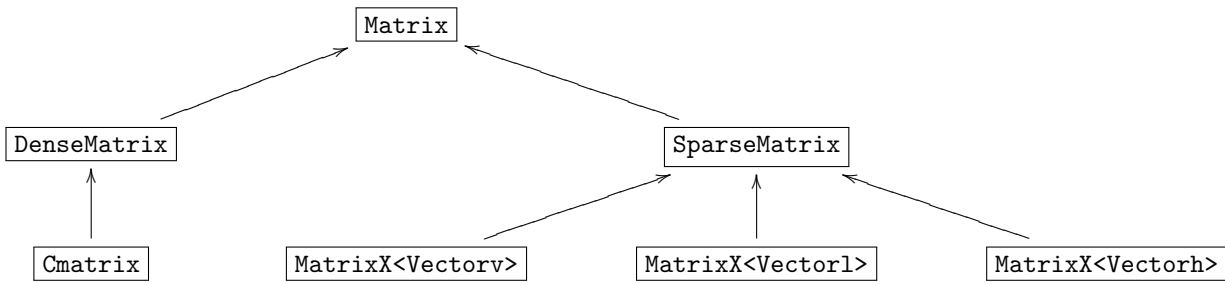 Matrix
DenseMatrix
SparseMatrix
Cmatrix
MatrixX<Vectorv>
MatrixX<Vectorl>
MatrixX<Vectorh>